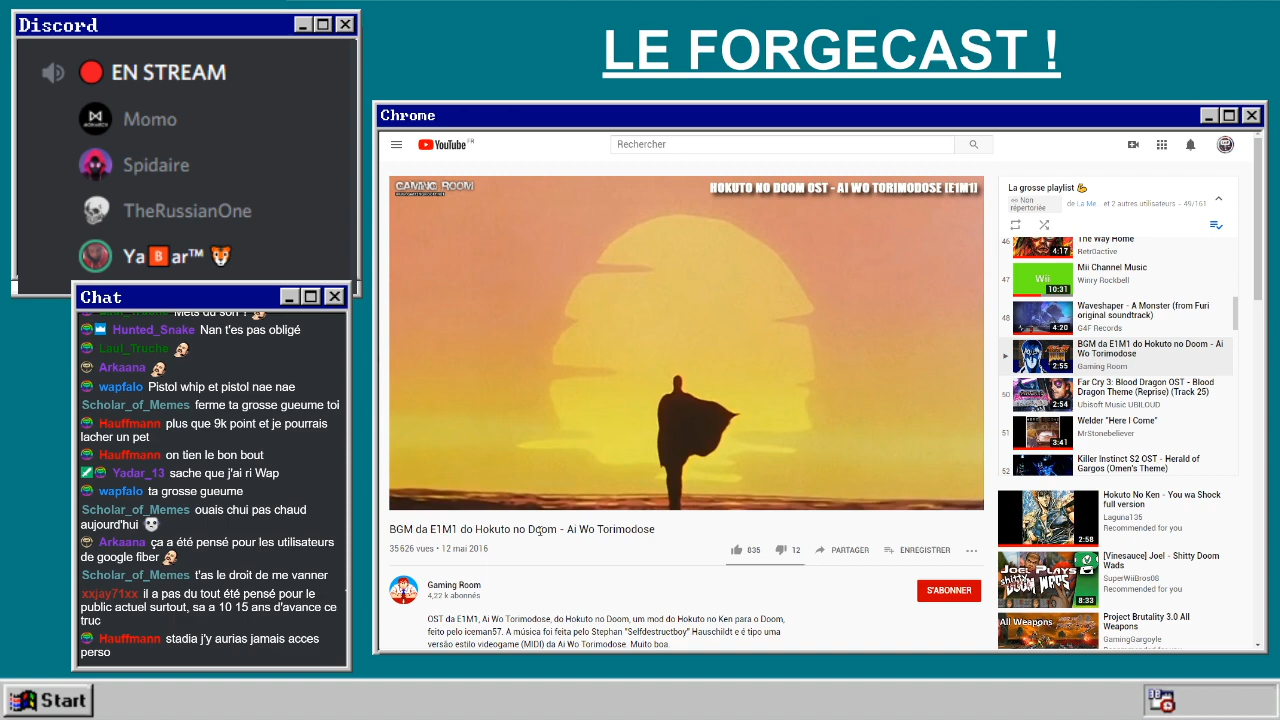 Discord
EN STREAM
Momo
Spidaire
TheRussianOne
Ya🅱ar™ 🐯
LE FORGECAST !
Chat
Mets du son ?
Hunted_Snake Nan t'es pas obligé
Laul_Truche
Arkaana
wapfalo Pistol whip et pistol nae nae
Scholar_of_Memes ferme ta grosse gueume toi
Hauffmann plus que 9k point et je pourrais
lacher un pet
Hauffmann on tien le bon bout
Yadar_13 sache que j'ai ri Wap
wapfalo ta grosse gueume
Scholar_of_Memes ouais chui pas chaud
aujourd'hui 💀
Arkaana ça a été pensé pour les utilisateurs
de google fiber
Scholar_of_Memes t'as le droit de me vanner
xxjay71xx il a pas du tout été pensé pour le
public actuel surtout, sa a 10 15 ans d'avance ce
truc
Hauffmann stadia j'y aurias jamais acces
perso
Chrome
YouTube FR
Rechercher
GAMING ROOM
HOKUTO NO DOOM OST - AI WO TORIMODOSE [E1M1]
BGM da E1M1 do Hokuto no Doom - Ai Wo Torimodose
35 626 vues • 12 mai 2016
835
12
PARTAGER
ENREGISTRER
Gaming Room
4,22 k abonnés
S'ABONNER
OST da E1M1, Ai Wo Torimodose, do Hokuto no Doom, um mod do Hokuto no Ken para o Doom,
feito pelo iceman57. A música foi feita pelo Stephan "Selfdestructboy" Hauschildt e é tipo uma
versão estilo videogame (MIDI) da Ai Wo Torimodose. Muito boa.
La grosse playlist 💪
Non
répertoriée
de La Me... et 2 autres utilisateurs - 49/161
46
The Way Home
Retr0active
4:17
47
Wii
Mii Channel Music
Winry Rockbell
10:31
48
Waveshaper - A Monster (from Furi
original soundtrack)
G4F Records
4:20
BGM da E1M1 do Hokuto no Doom - Ai
Wo Torimodose
Gaming Room
2:55
50
Far Cry 3: Blood Dragon OST - Blood
Dragon Theme (Reprise) (Track 25)
Ubisoft Music UBILOUD
2:54
51
Welder "Here I Come"
MrStonebeliever
3:41
52
Killer Instinct S2 OST - Herald of
Gargos (Omen's Theme)
Hokuto No Ken - You wa Shock
full version
Laguna135
Recommended for you
2:58
JOEL PLAYS
shitty
DOOM WADS
[Vinesauce] Joel - Shitty Doom
Wads
SuperWiiBros08
Recommended for you
8:33
All Weapons
Project Brutality 3.0 All
Weapons
GamingGargoyle
Start